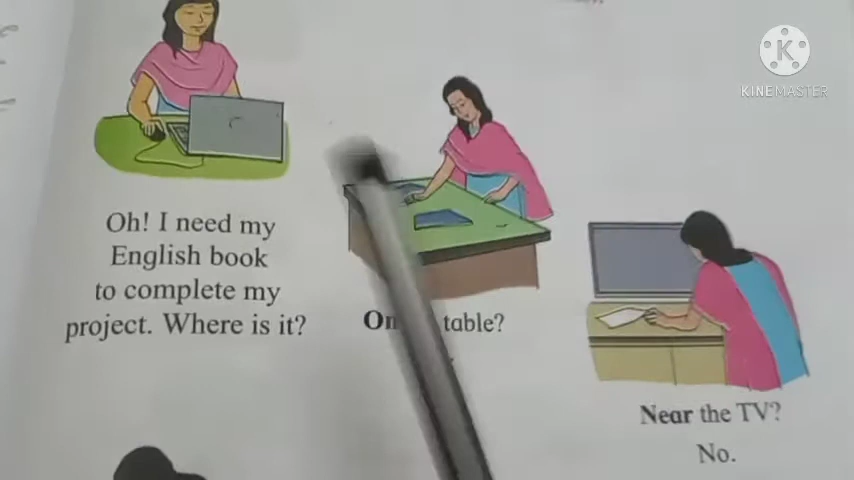 KINEMASTER
Oh! I need my
English book
to complete my
project. Where is it?
table?
Near the TV?
No.